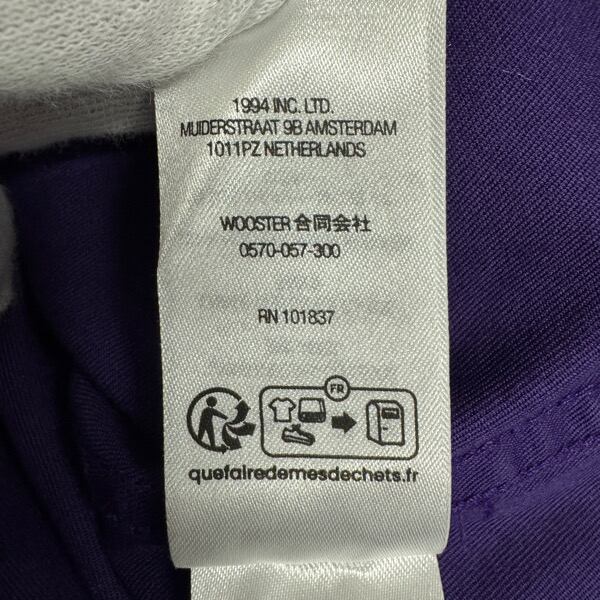 1994 INC. LTD.
MUIDERSTRAAT 9B AMSTERDAM
1011PZ NETHERLANDS
WOOSTER 合同会社
0570-057-300
RN 101837
FR
quefairedemesdechets.fr